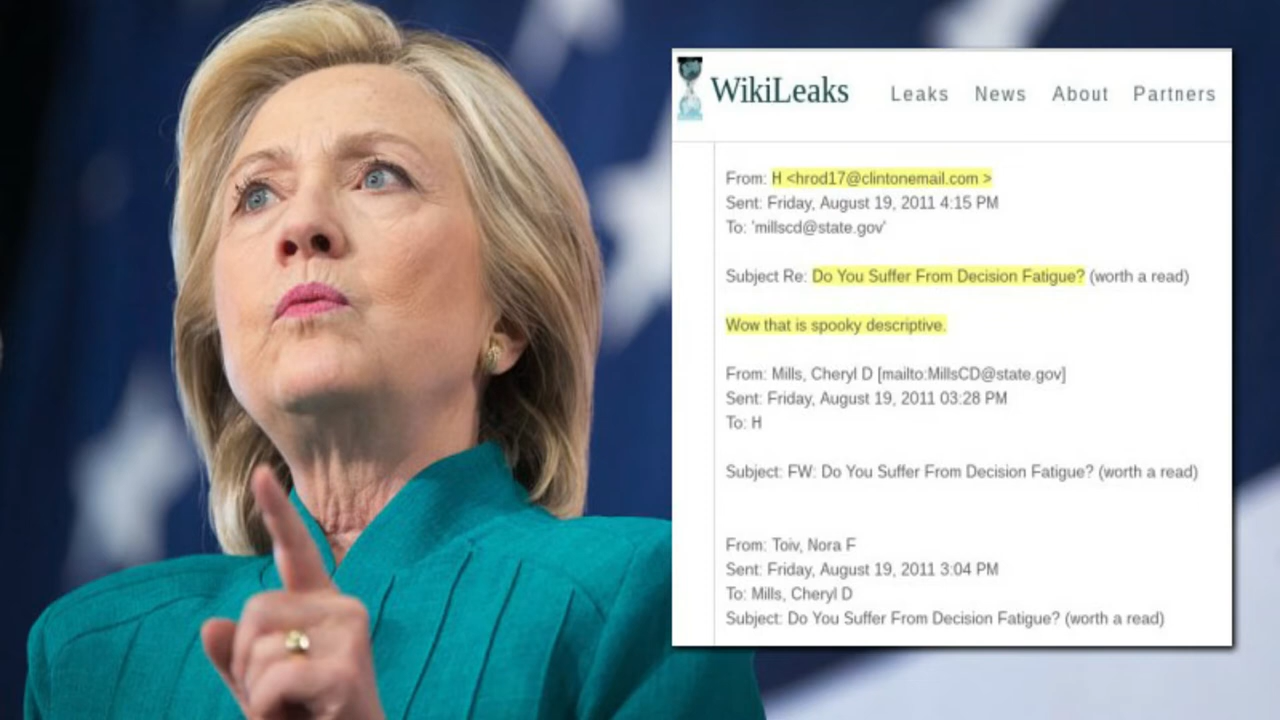 WikiLeaks Leaks News About Partners
From: H <hrod17@clintonemail.com >
Sent: Friday, August 19, 2011 4:15 PM
To: 'millscd@state.gov'
Subject Re: Do You Suffer From Decision Fatigue? (worth a read)
Wow that is spooky descriptive.
From: Mills, Cheryl D [mailto:MillsCD@state.gov]
Sent: Friday, August 19, 2011 03:28 PM
To: H
Subject: FW: Do You Suffer From Decision Fatigue? (worth a read)
From: Toiv, Nora F
Sent: Friday, August 19, 2011 3:04 PM
To: Mills, Cheryl D
Subject: Do You Suffer From Decision Fatigue? (worth a read)